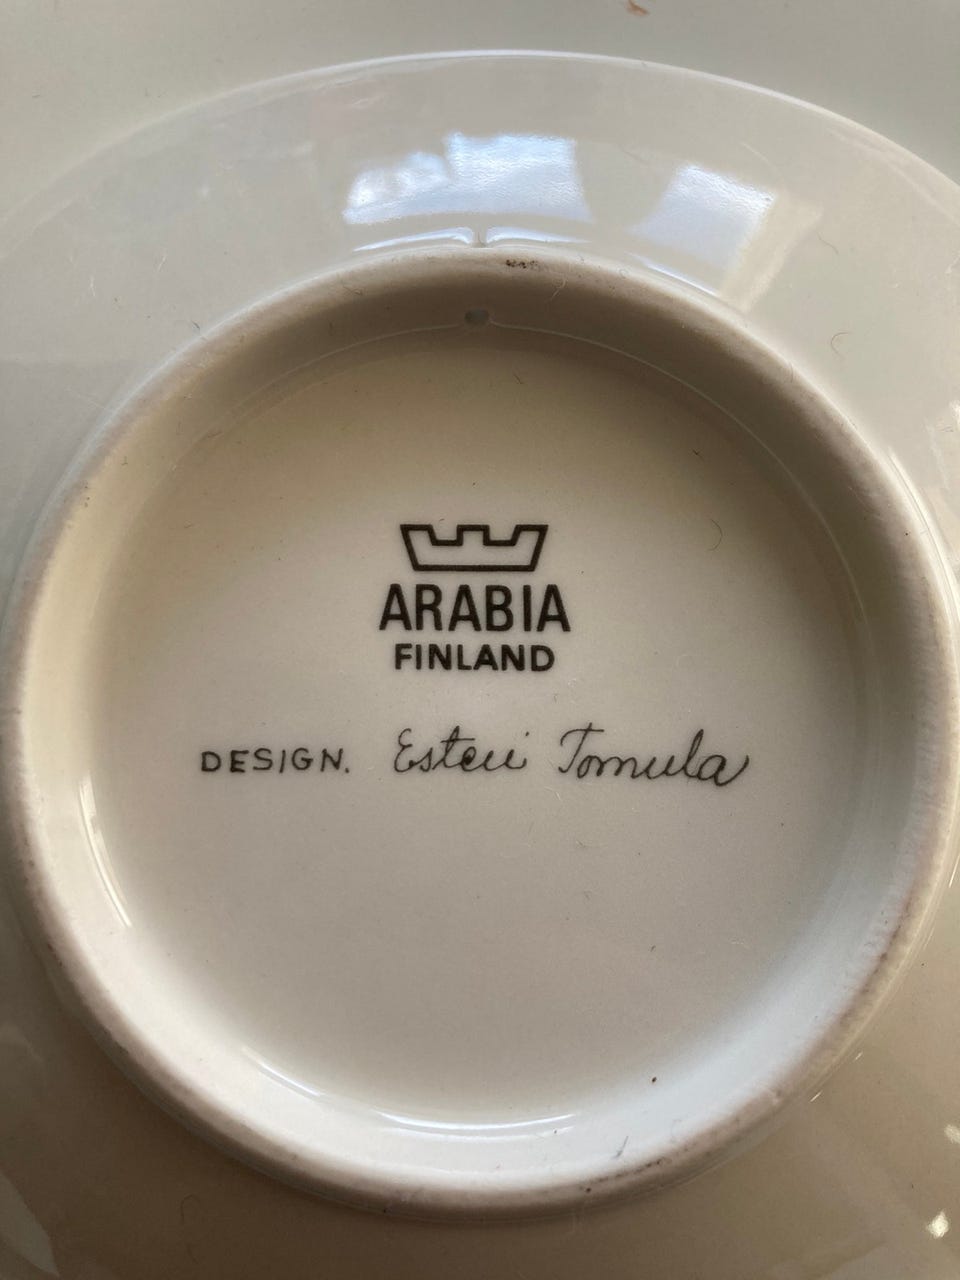 ARABIA
FINLAND
DESIGN. Esteri Tomula